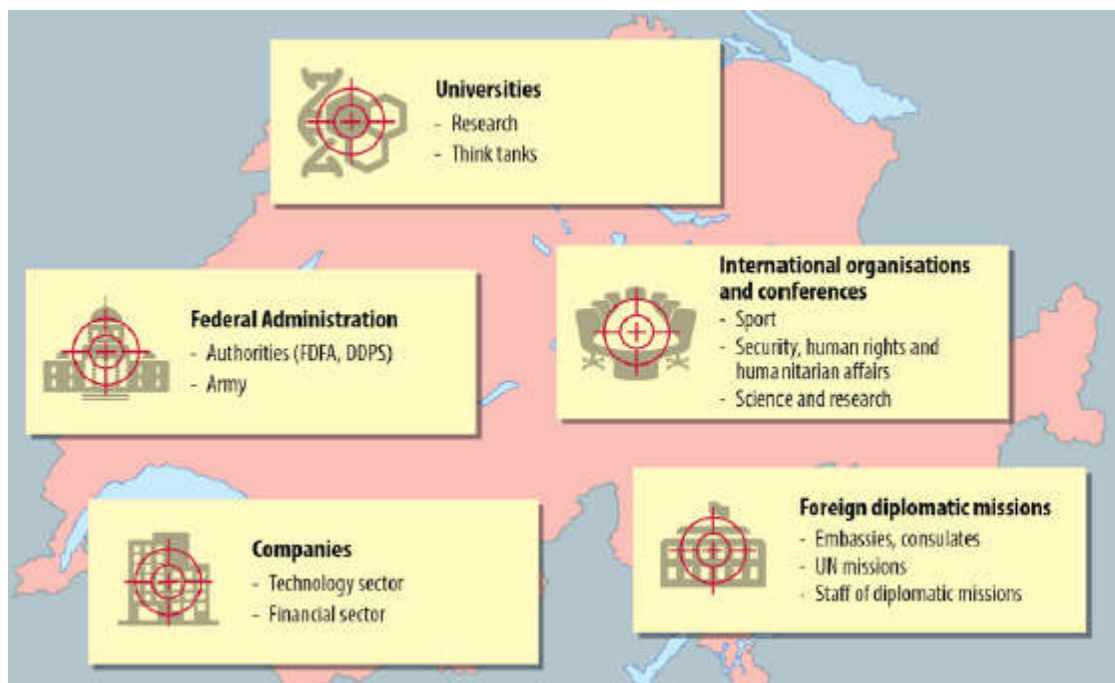 Universities
- Research
- Think tanks
International organisations
and conferences
- Sport
- Security, human rights and
humanitarian affairs
- Science and research
Federal Administration
- Authorities (FDFA, DDPS)
- Army
Foreign diplomatic missions
- Embassies, consulates
- UN missions
- Staff of diplomatic missions
Companies
- Technology sector
- Financial sector